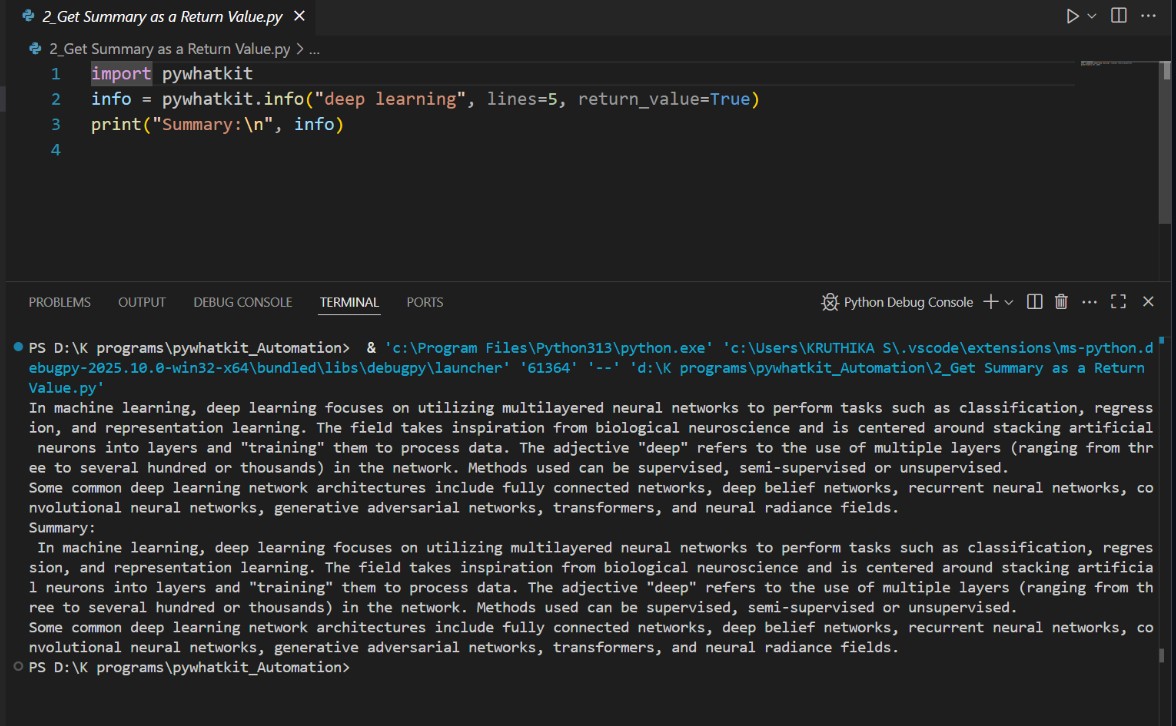 2_Get Summary as a Return Value.py
2_Get Summary as a Return Value.py > ...
1 import pywhatkit
2 info = pywhatkit.info("deep learning", lines=5, return_value=True)
3 print("Summary:\n", info)
4
PROBLEMS OUTPUT DEBUG CONSOLE TERMINAL PORTS Python Debug Console
PS D:\K programs\pywhatkit_Automation>  & 'c:\Program Files\Python313\python.exe' 'c:\Users\KRUTHIKA S\.vscode\extensions\ms-python.d
ebugpy-2025.10.0-win32-x64\bundled\libs\debugpy\launcher' '61364' '--' 'd:\K programs\pywhatkit_Automation\2_Get Summary as a Return
Value.py'
In machine learning, deep learning focuses on utilizing multilayered neural networks to perform tasks such as classification, regress
ion, and representation learning. The field takes inspiration from biological neuroscience and is centered around stacking artificial
 neurons into layers and "training" them to process data. The adjective "deep" refers to the use of multiple layers (ranging from thr
ee to several hundred or thousands) in the network. Methods used can be supervised, semi-supervised or unsupervised.
Some common deep learning network architectures include fully connected networks, deep belief networks, recurrent neural networks, co
nvolutional neural networks, generative adversarial networks, transformers, and neural radiance fields.
Summary:
 In machine learning, deep learning focuses on utilizing multilayered neural networks to perform tasks such as classification, regres
sion, and representation learning. The field takes inspiration from biological neuroscience and is centered around stacking artificia
l neurons into layers and "training" them to process data. The adjective "deep" refers to the use of multiple layers (ranging from th
ree to several hundred or thousands) in the network. Methods used can be supervised, semi-supervised or unsupervised.
Some common deep learning network architectures include fully connected networks, deep belief networks, recurrent neural networks, co
nvolutional neural networks, generative adversarial networks, transformers, and neural radiance fields.
PS D:\K programs\pywhatkit_Automation>